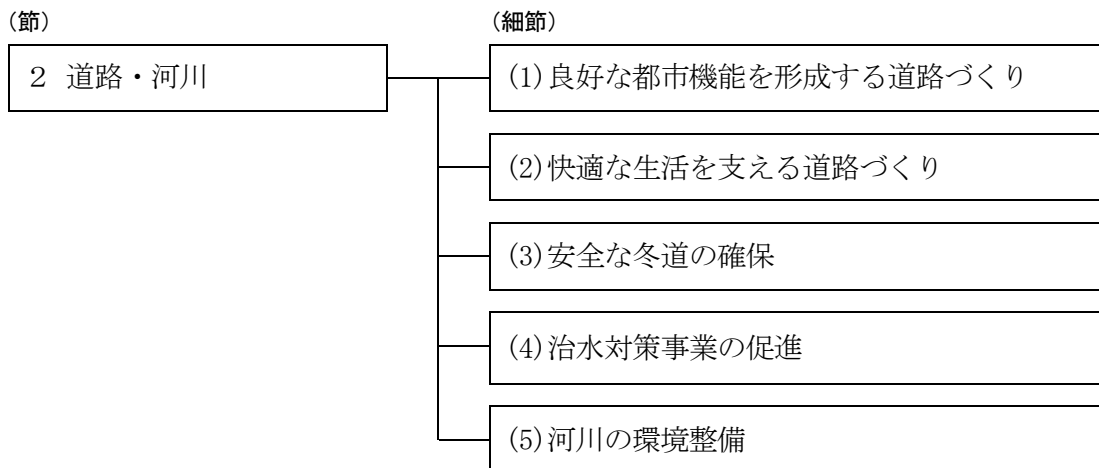 (節)
(細節)
２ 道路・河川
(1)良好な都市機能を形成する道路づくり
(2)快適な生活を支える道路づくり
(3)安全な冬道の確保
(4)治水対策事業の促進
(5)河川の環境整備